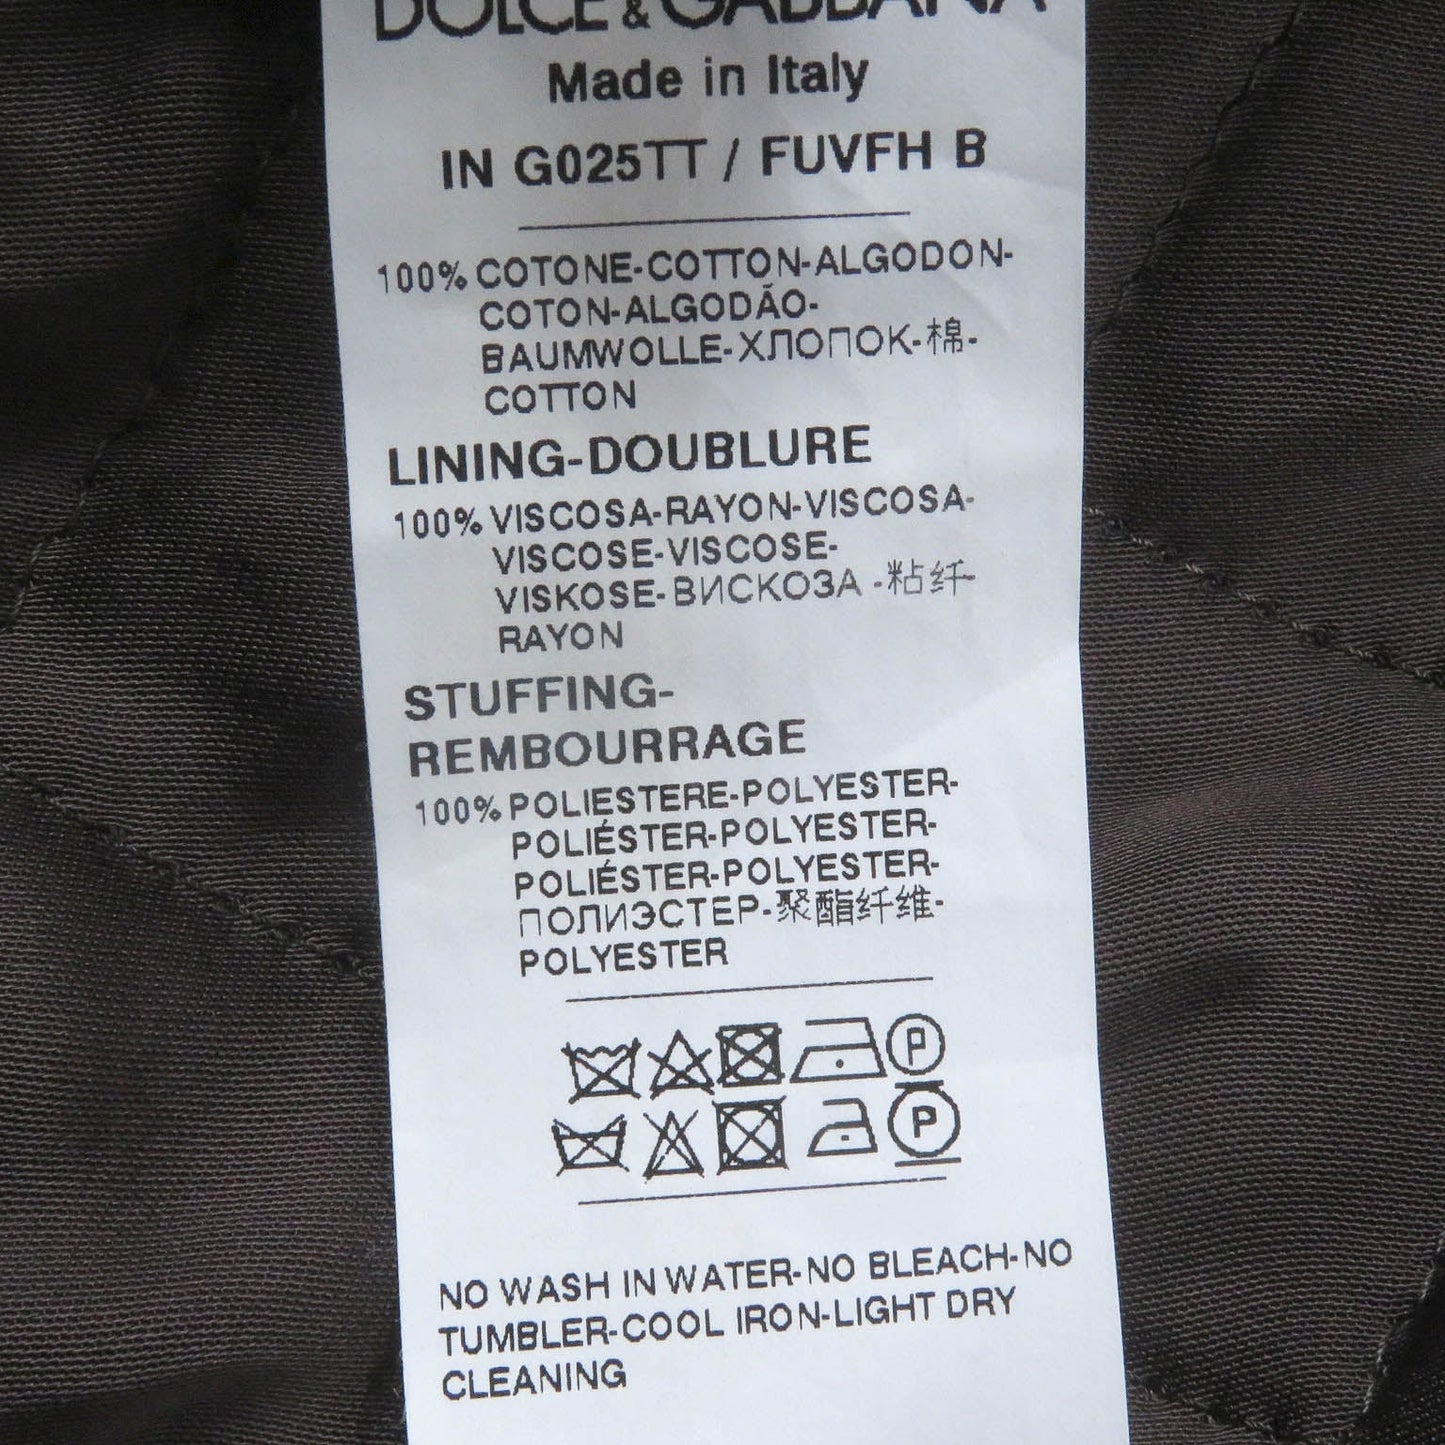 DOLCE & GABBANA
Made in Italy
IN G025TT / FUVFH B
100% COTONE-COTTON-ALGODON-
COTON-ALGODÃO-
BAUMWOLLE-ХЛОПОК-棉-
COTTON
LINING-DOUBLURE
100% VISCOSA-RAYON-VISCOSA-
VISCOSE-VISCOSE-
VISKOSE-ВИСКОЗА -粘纤-
RAYON
STUFFING-
REMBOURRAGE
100% POLIESTERE-POLYESTER-
POLIÉSTER-POLYESTER-
POLIÉSTER-POLYESTER-
ПОЛИЭСТЕР-聚酯纤维-
POLYESTER
P
P
NO WASH IN WATER-NO BLEACH-NO
TUMBLER-COOL IRON-LIGHT DRY
CLEANING